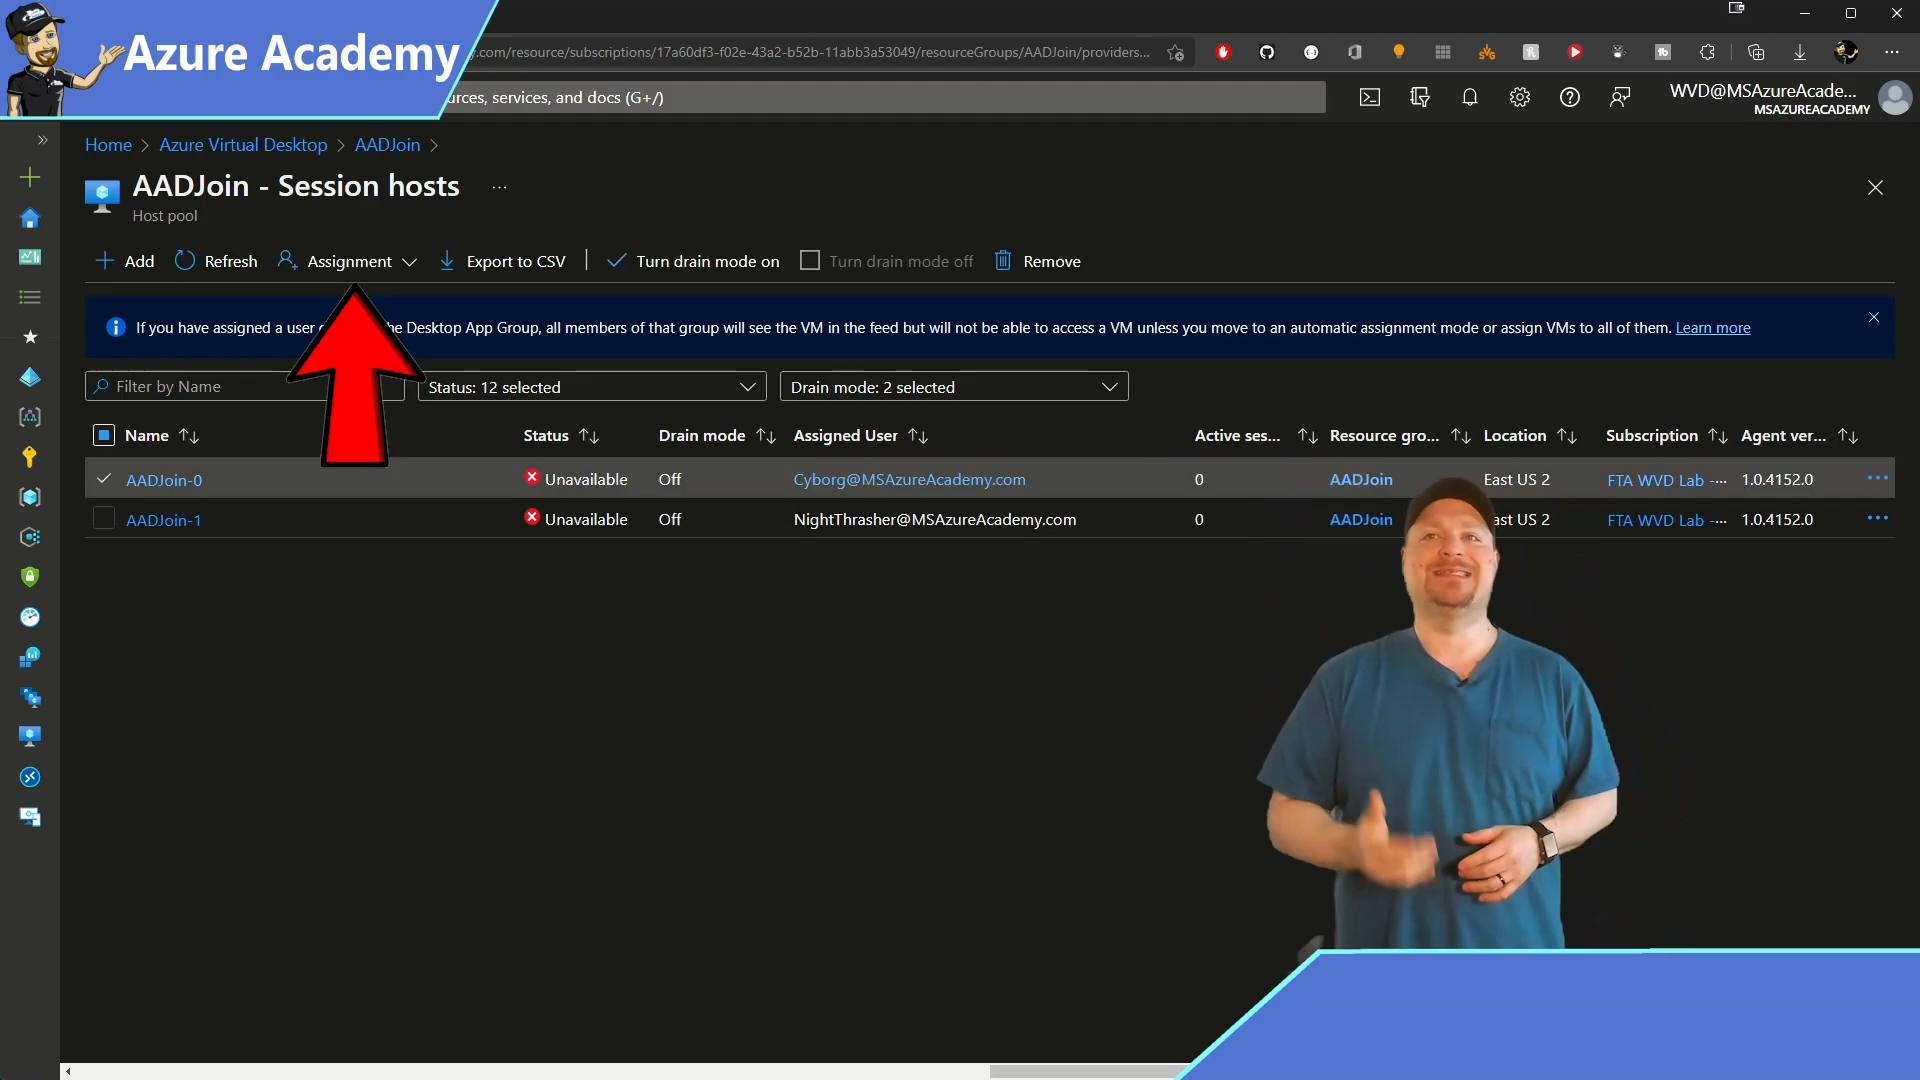 Azure Academy
.com/resource/subscriptions/17a60df3-f02e-43a2-b52b-11abb3a53049/resourceGroups/AADJoin/providers...
urces, services, and docs (G+/)
WVD@MSAzureAcade...
MSAZUREACADEMY
Home > Azure Virtual Desktop > AADJoin >
AADJoin - Session hosts ...
Host pool
Add Refresh Assignment Export to CSV Turn drain mode on Turn drain mode off Remove
If you have assigned a user he Desktop App Group, all members of that group will see the VM in the feed but will not be able to access a VM unless you move to an automatic assignment mode or assign VMs to all of them. Learn more
Filter by Name Status: 12 selected Drain mode: 2 selected
Name Status Drain mode Assigned User Active ses... Resource gro... Location Subscription Agent ver...
AADJoin-0 Unavailable Off Cyborg@MSAzureAcademy.com 0 AADJoin East US 2 FTA WVD Lab -... 1.0.4152.0
AADJoin-1 Unavailable Off NightThrasher@MSAzureAcademy.com 0 AADJoin ast US 2 FTA WVD Lab -... 1.0.4152.0